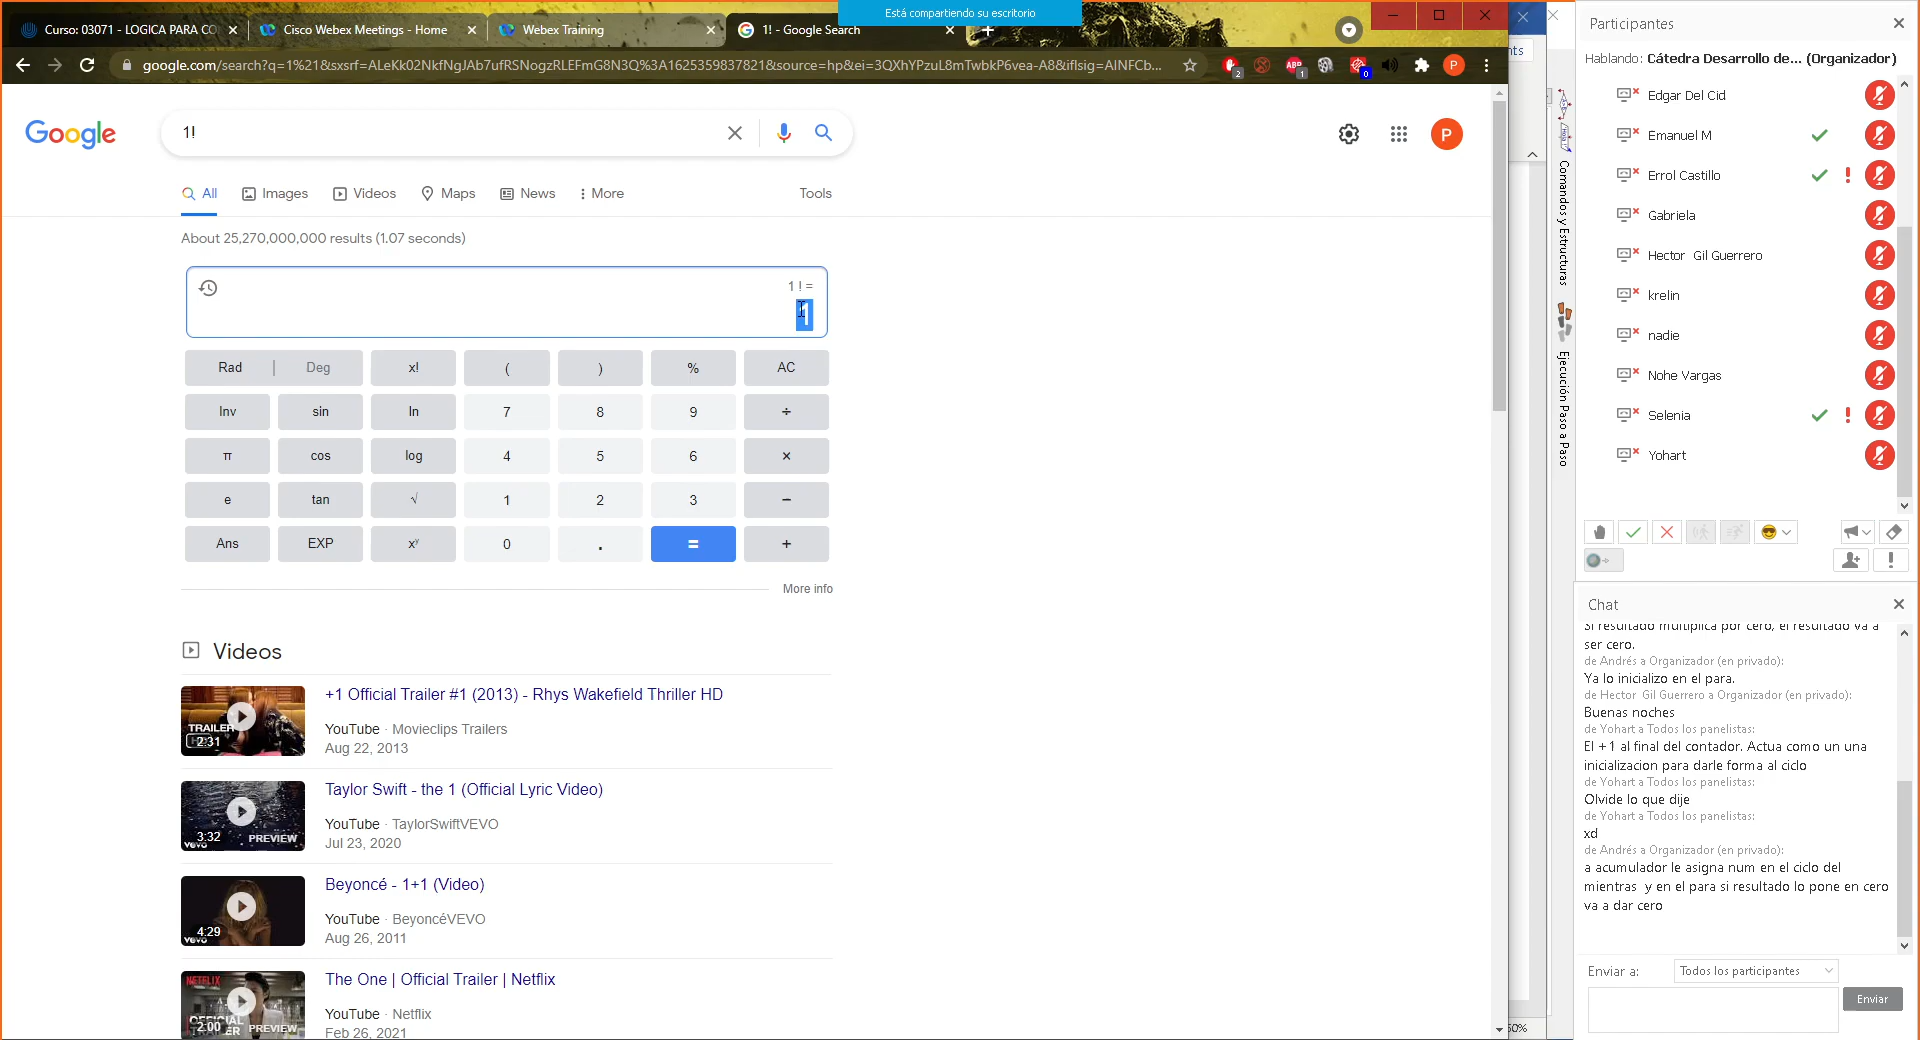 Está compartiendo su escritorio
Curso: 03071 - LOGICA PARA CO
Cisco Webex Meetings - Home
Webex Training
1! - Google Search
google.com/search?q=1%21&sxsrf=ALeKk02NkfNgJAb7ufRSNogzRLEFmG8N3Q%3A1625359837821&source=hp&ei=3QXhYPzuL8mTwbkP6vea-A8&iflsig=AINFCb...
Google
1!
P
All
Images
Videos
Maps
News
More
Tools
About 25,270,000,000 results (1.07 seconds)
1 ! =
1
Rad | Deg x! ( ) % AC
Inv sin ln 7 8 9 ÷
π cos log 4 5 6 ×
e tan √ 1 2 3 −
Ans EXP xʸ 0 . = +
More info
Videos
TRAILER
2:31
+1 Official Trailer #1 (2013) - Rhys Wakefield Thriller HD
YouTube · Movieclips Trailers
Aug 22, 2013
vevo
3:32
PREVIEW
Taylor Swift - the 1 (Official Lyric Video)
YouTube · TaylorSwiftVEVO
Jul 23, 2020
vevo
4:29
Beyoncé - 1+1 (Video)
YouTube · BeyoncéVEVO
Aug 26, 2011
NETFLIX
2:00
PREVIEW
The One | Official Trailer | Netflix
YouTube · Netflix
Feb 26, 2021
Comandos y Estructuras
Ejecución Paso a Paso
Participantes
Hablando: Cátedra Desarrollo de... (Organizador)
Edgar Del Cid
Emanuel M
Errol Castillo
Gabriela
Hector Gil Guerrero
krelin
nadie
Nohe Vargas
Selenia
Yohart
Chat
Si resultado multiplica por cero, el resultado va a
ser cero.
de Andrés a Organizador (en privado):
Ya lo inicializo en el para.
de Hector Gil Guerrero a Organizador (en privado):
Buenas noches
de Yohart a Todos los panelistas:
El +1 al final del contador. Actua como un una
inicializacion para darle forma al ciclo
de Yohart a Todos los panelistas:
Olvide lo que dije
de Yohart a Todos los panelistas:
xd
de Andrés a Organizador (en privado):
a acumulador le asigna num en el ciclo del
mientras y en el para si resultado lo pone en cero
va a dar cero
Enviar a:
Todos los participantes
Enviar